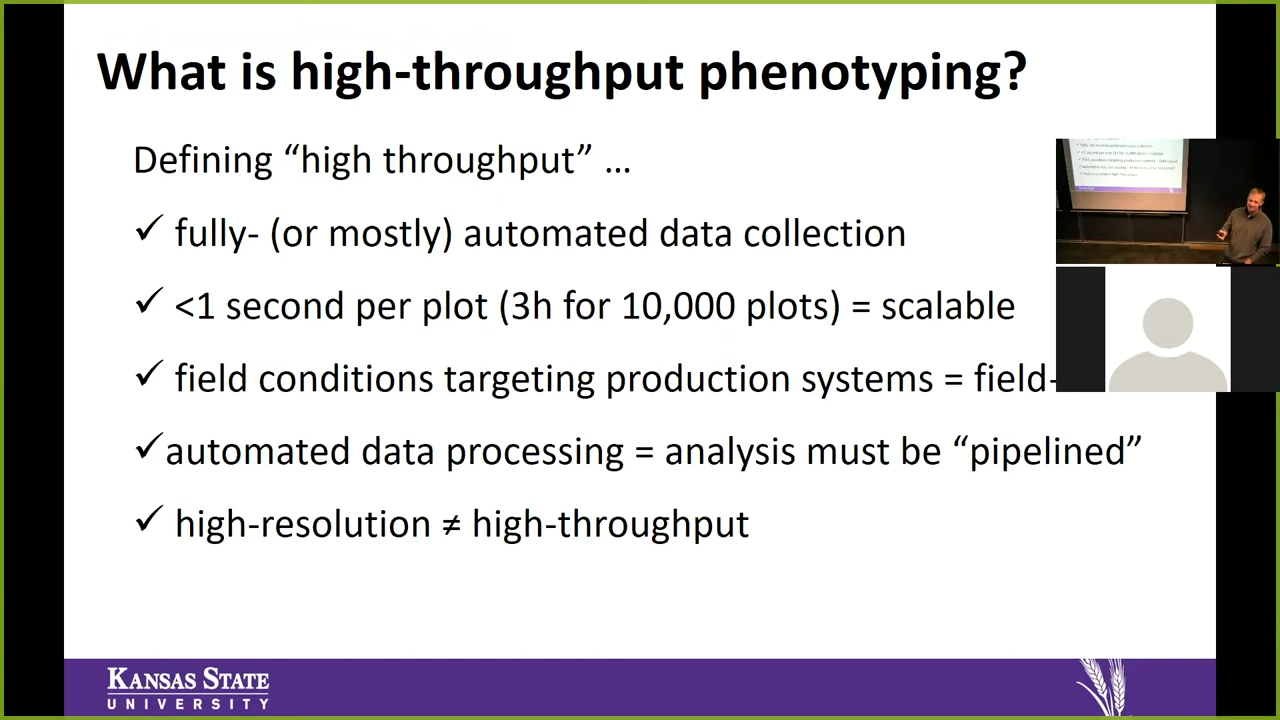 What is high-throughput phenotyping?
Defining “high throughput” ...
✓ fully- (or mostly) automated data collection
✓ <1 second per plot (3h for 10,000 plots) = scalable
✓ field conditions targeting production systems = field-
✓automated data processing = analysis must be “pipelined”
✓ high-resolution ≠ high-throughput
KANSAS STATE
UNIVERSITY